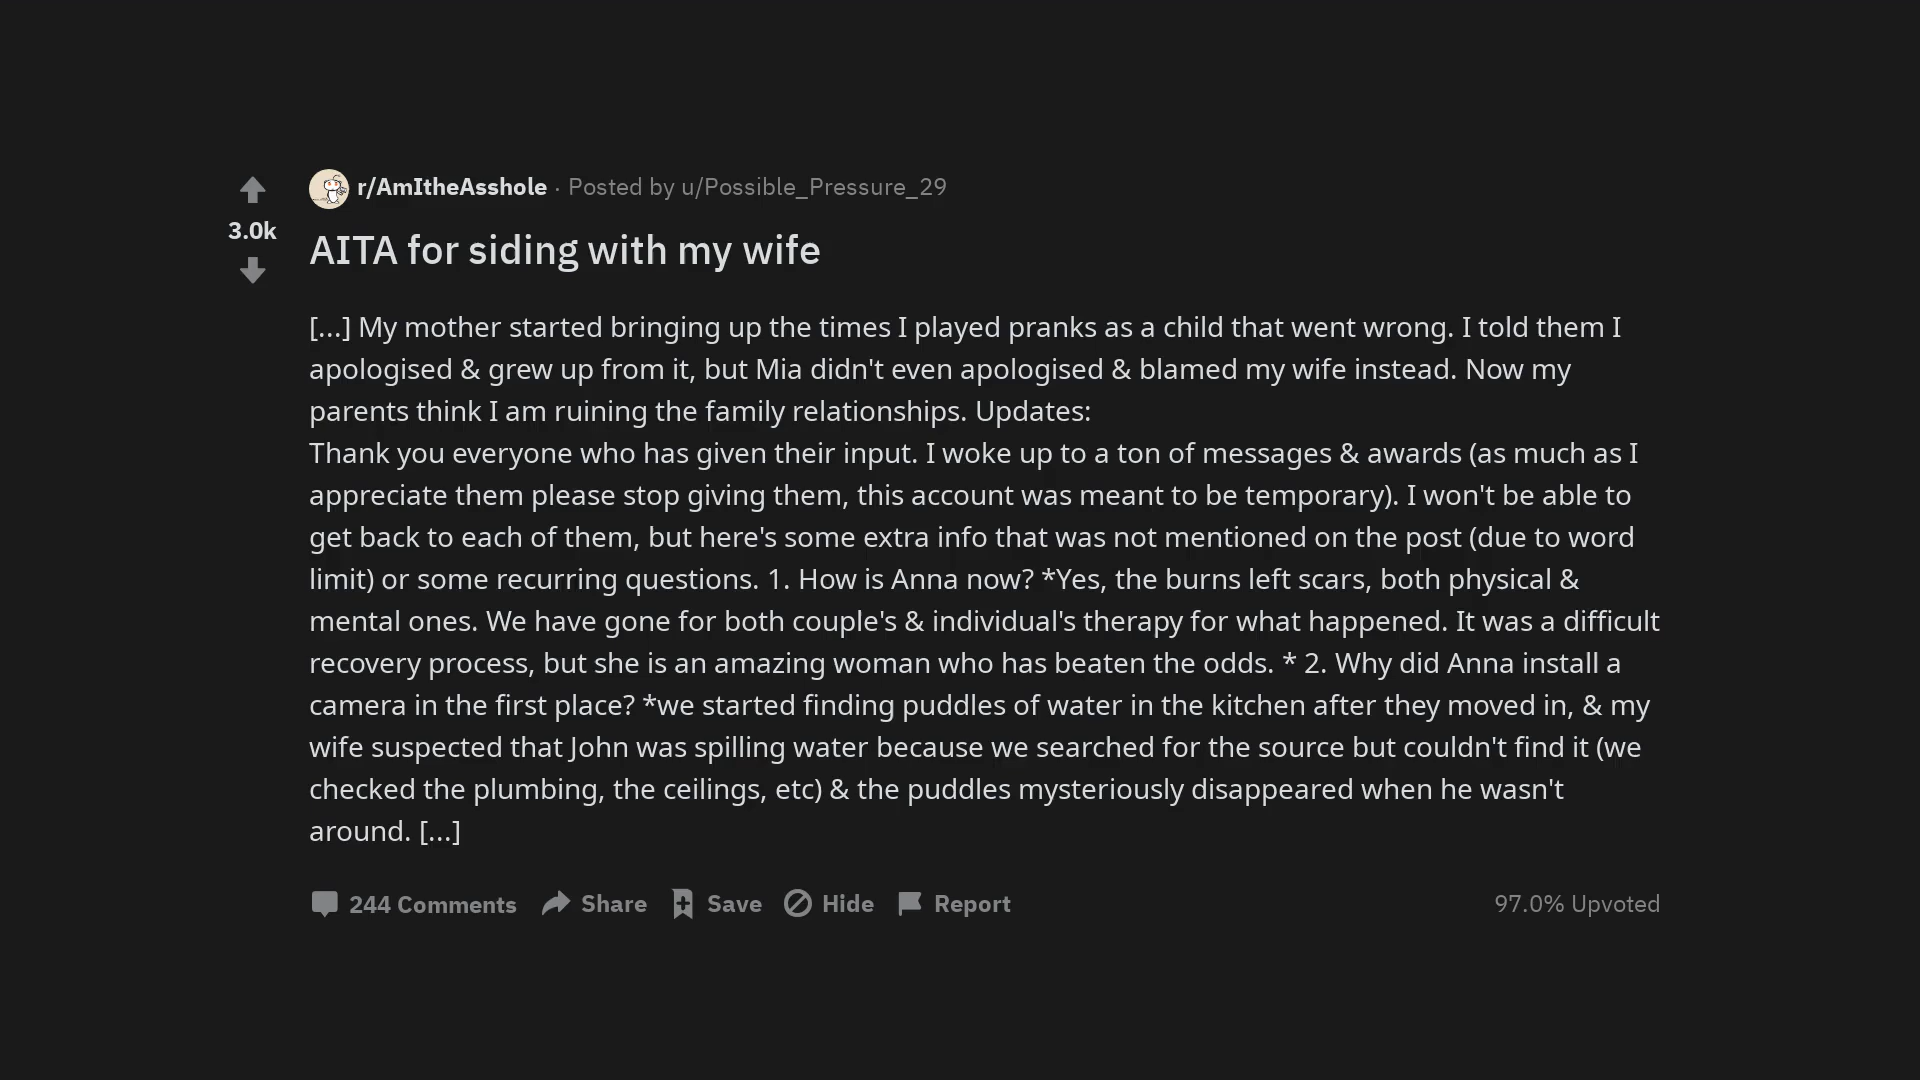 r/AmItheAsshole · Posted by u/Possible_Pressure_29
3.0k
AITA for siding with my wife
[...] My mother started bringing up the times I played pranks as a child that went wrong. I told them I
apologised & grew up from it, but Mia didn't even apologised & blamed my wife instead. Now my
parents think I am ruining the family relationships. Updates:
Thank you everyone who has given their input. I woke up to a ton of messages & awards (as much as I
appreciate them please stop giving them, this account was meant to be temporary). I won't be able to
get back to each of them, but here's some extra info that was not mentioned on the post (due to word
limit) or some recurring questions. 1. How is Anna now? *Yes, the burns left scars, both physical &
mental ones. We have gone for both couple's & individual's therapy for what happened. It was a difficult
recovery process, but she is an amazing woman who has beaten the odds. * 2. Why did Anna install a
camera in the first place? *we started finding puddles of water in the kitchen after they moved in, & my
wife suspected that John was spilling water because we searched for the source but couldn't find it (we
checked the plumbing, the ceilings, etc) & the puddles mysteriously disappeared when he wasn't
around. [...]
244 Comments Share Save Hide Report 97.0% Upvoted